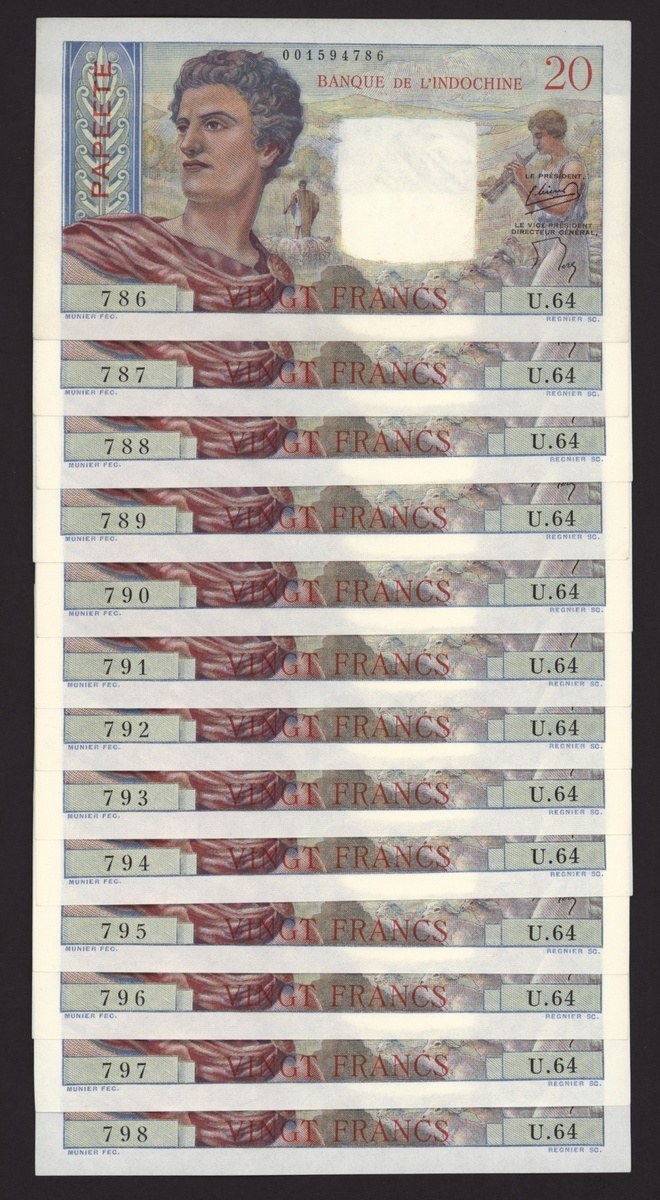 001594786
BANQUE DE L'INDOCHINE 20
PAPEETE
LE PRÉSIDENT,
LE VICE-PRÉSIDENT
DIRECTEUR GÉNÉRAL,
786 VINGT FRANCS U.64
MUNIER FEC. REGNIER SC.
787 VINGT FRANCS U.64
MUNIER FEC. REGNIER SC.
788 VINGT FRANCS U.64
MUNIER FEC. REGNIER SC.
789 VINGT FRANCS U.64
MUNIER FEC. REGNIER SC.
790 VINGT FRANCS U.64
MUNIER FEC. REGNIER SC.
791 VINGT FRANCS U.64
MUNIER FEC. REGNIER SC.
792 VINGT FRANCS U.64
MUNIER FEC. REGNIER SC.
793 VINGT FRANCS U.64
MUNIER FEC. REGNIER SC.
794 VINGT FRANCS U.64
MUNIER FEC. REGNIER SC.
795 VINGT FRANCS U.64
MUNIER FEC. REGNIER SC.
796 VINGT FRANCS U.64
MUNIER FEC. REGNIER SC.
797 VINGT FRANCS U.64
MUNIER FEC. REGNIER SC.
798 VINGT FRANCS U.64
MUNIER FEC. REGNIER SC.